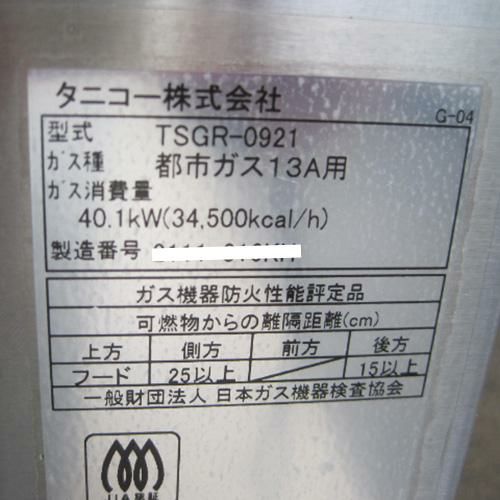 タニコー株式会社
G-04
型式 TSGR-0921
ガス種 都市ガス13A用
ガス消費量
40.1kW(34,500kcal/h)
製造番号
ガス機器防火性能評定品
可燃物からの離隔距離(cm)
上方 側方 前方 後方
フード 25以上 15以上
一般財団法人 日本ガス機器検査協会